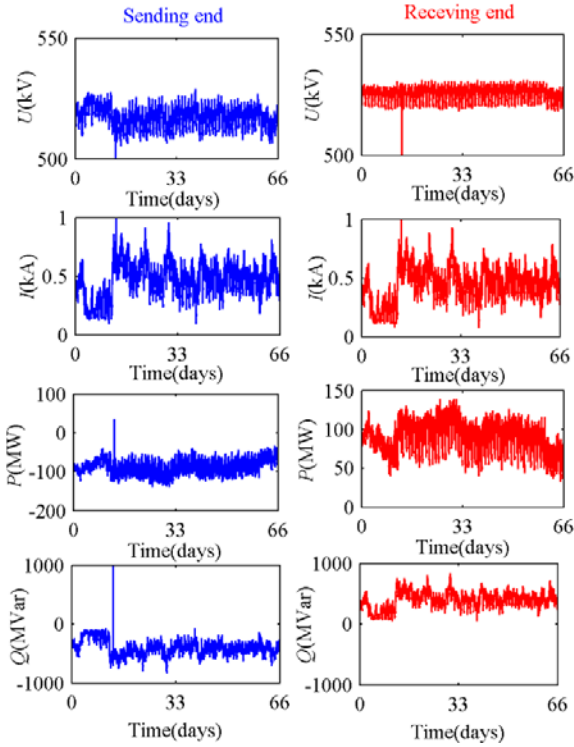 Sending end
Receving end
550
U(kV)
500
0 33 66
Time(days)
550
U(kV)
500
0 33 66
Time(days)
1
I(kA)
0.5
0
0 33 66
Time(days)
1
I(kA)
0.5
0
0 33 66
Time(days)
100
0
P(MW)
-100
-200
0 33 66
Time(days)
150
100
P(MW)
50
0
0 33 66
Time(days)
1000
Q(MVar)
0
-1000
0 33 66
Time(days)
1000
Q(MVar)
0
-1000
0 33 66
Time(days)